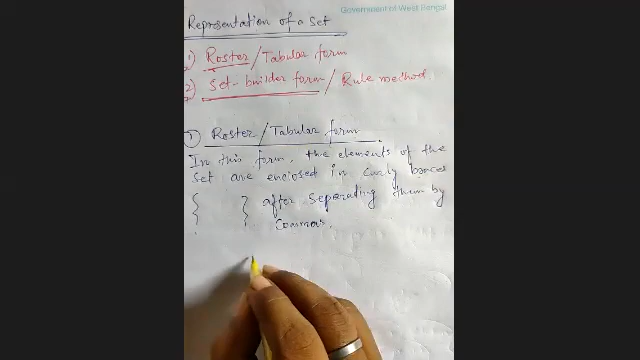 Government of West Bengal
Representation of a Set
1) Roster/Tabular form
2) Set-builder form/ Rule method
1) Roster/Tabular form
In this form, the elements of the
set are enclosed in curly braces
{ } after separating them by
commas.